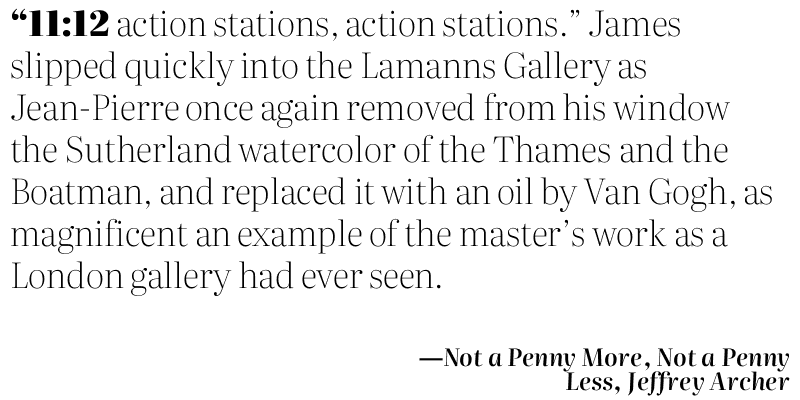 “11:12 action stations, action stations.” James
slipped quickly into the Lamanns Gallery as
Jean-Pierre once again removed from his window
the Sutherland watercolor of the Thames and the
Boatman, and replaced it with an oil by Van Gogh, as
magnificent an example of the master’s work as a
London gallery had ever seen.
—Not a Penny More, Not a Penny
Less, Jeffrey Archer